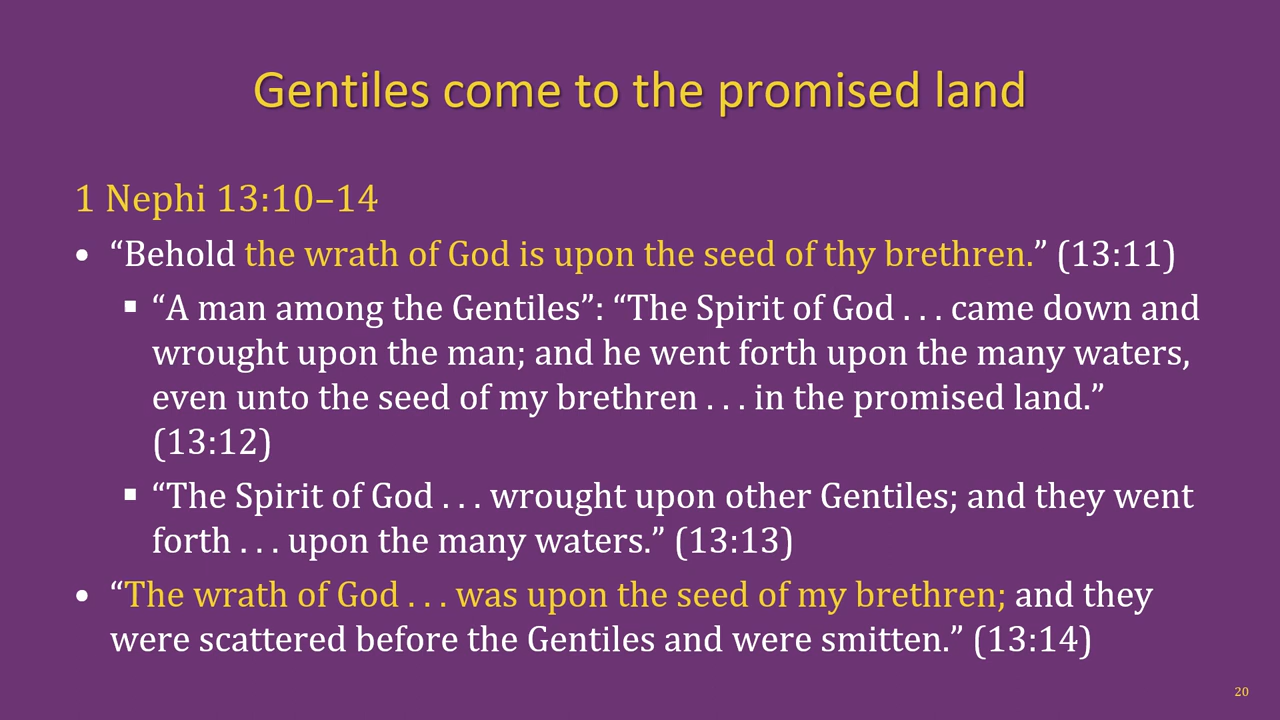 Gentiles come to the promised land
1 Nephi 13:10–14
• “Behold the wrath of God is upon the seed of thy brethren.” (13:11)
▪ “A man among the Gentiles”: “The Spirit of God . . . came down and
wrought upon the man; and he went forth upon the many waters,
even unto the seed of my brethren . . . in the promised land.”
(13:12)
▪ “The Spirit of God . . . wrought upon other Gentiles; and they went
forth . . . upon the many waters.” (13:13)
• “The wrath of God . . . was upon the seed of my brethren; and they
were scattered before the Gentiles and were smitten.” (13:14)
20